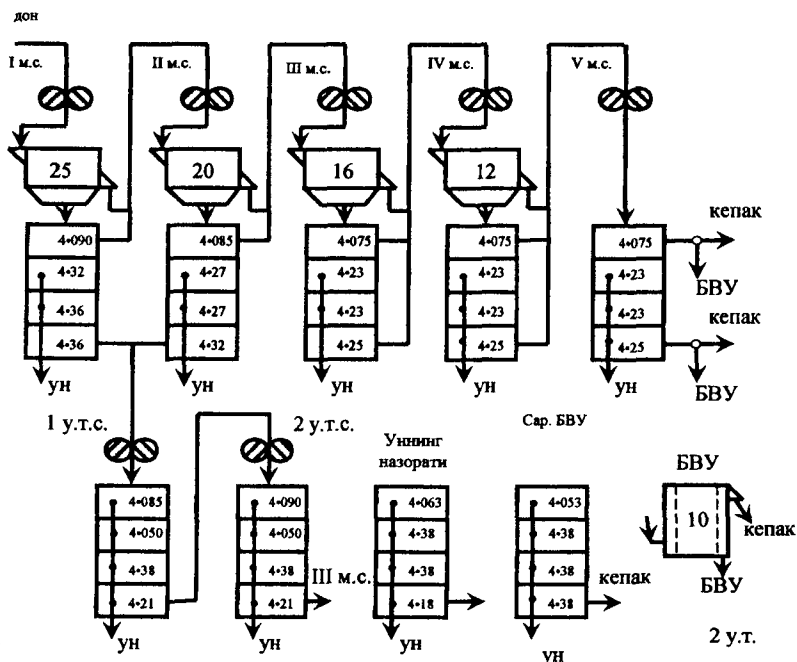 дон
I м.с.
II м.с.
III м.с.
IV м.с.
V м.с.
25
20
16
12
4•090
4•085
4•075
4•075
4•075
кепак
4•32
4•27
4•23
4•23
4•23
БВУ
4•36
4•27
4•23
4•23
4•23
кепак
4•36
4•32
4•25
4•25
4•25
БВУ
ун
ун
ун
ун
ун
1 у.т.с.
2 у.т.с.
Уннинг
назорати
Сар. БВУ
БВУ
4•085
4•090
4•063
4•053
10
4•050
4•050
4•38
4•38
кепак
4•38
4•38
4•38
4•38
III м.с.
кепак
БВУ
4•21
4•21
4•18
4•38
ун
ун
ун
ун
2 у.т.